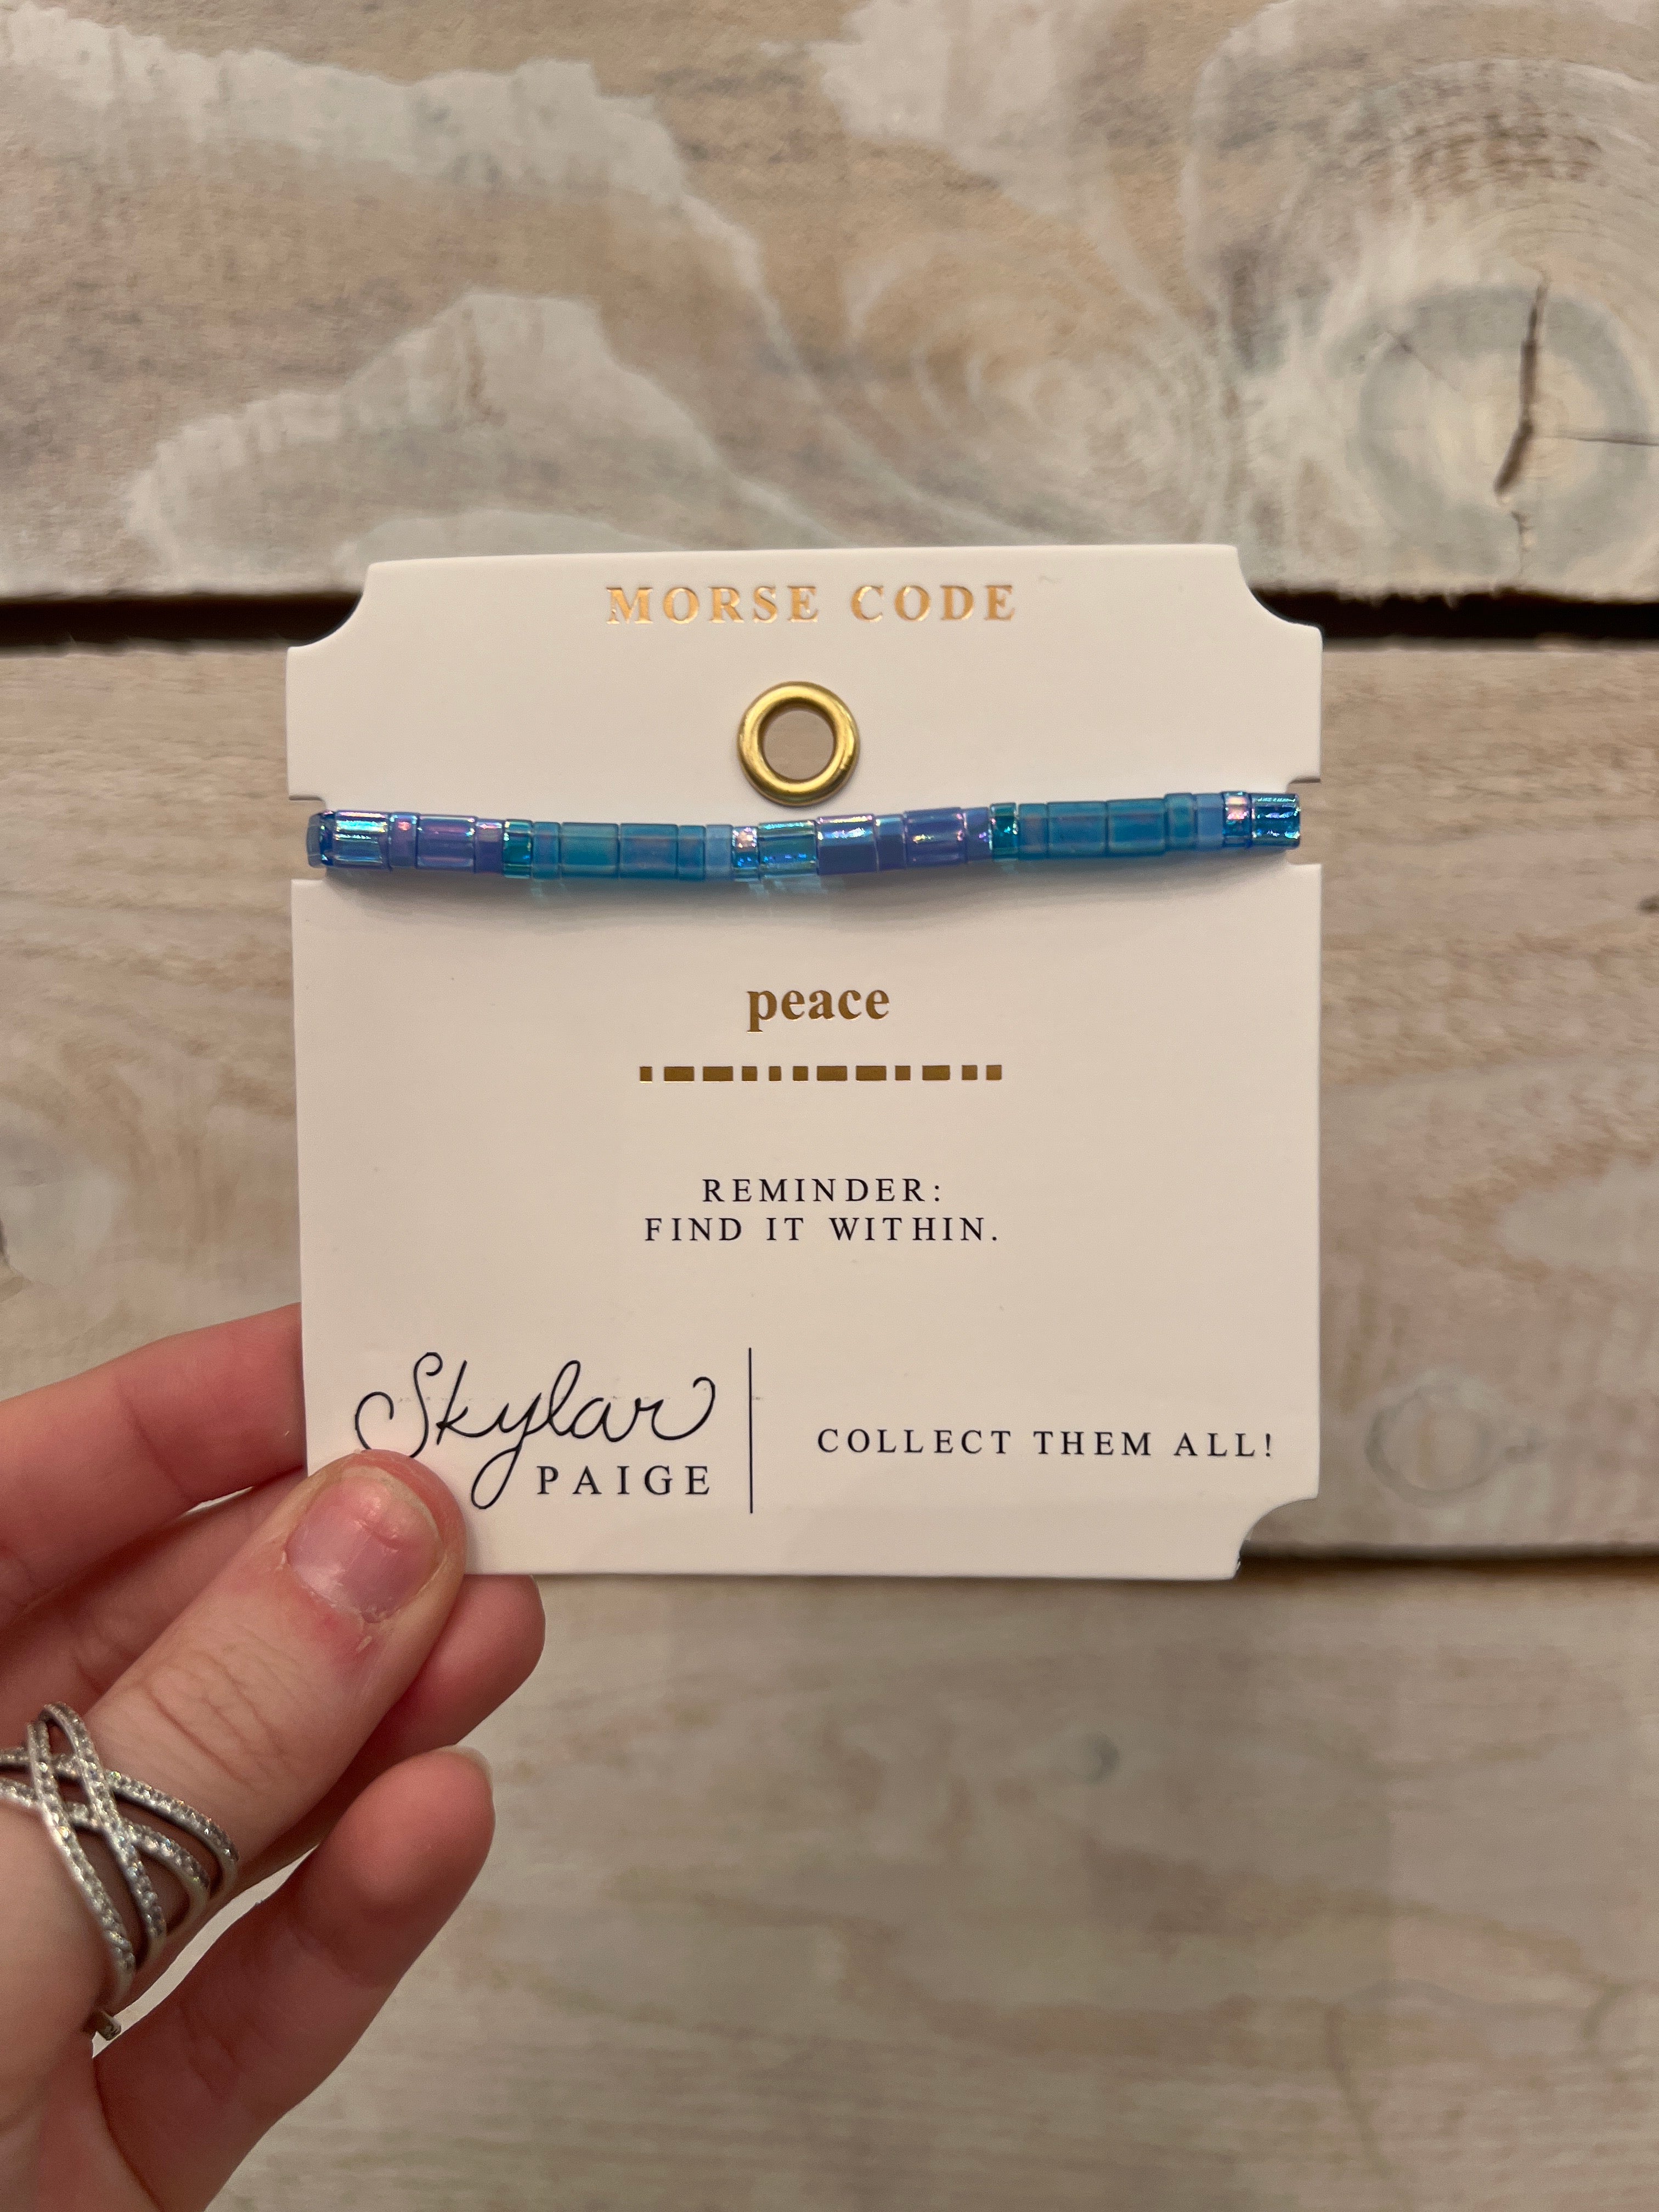 MORSE CODE
peace
REMINDER:
FIND IT WITHIN.
Skylar
PAIGE
COLLECT THEM ALL!